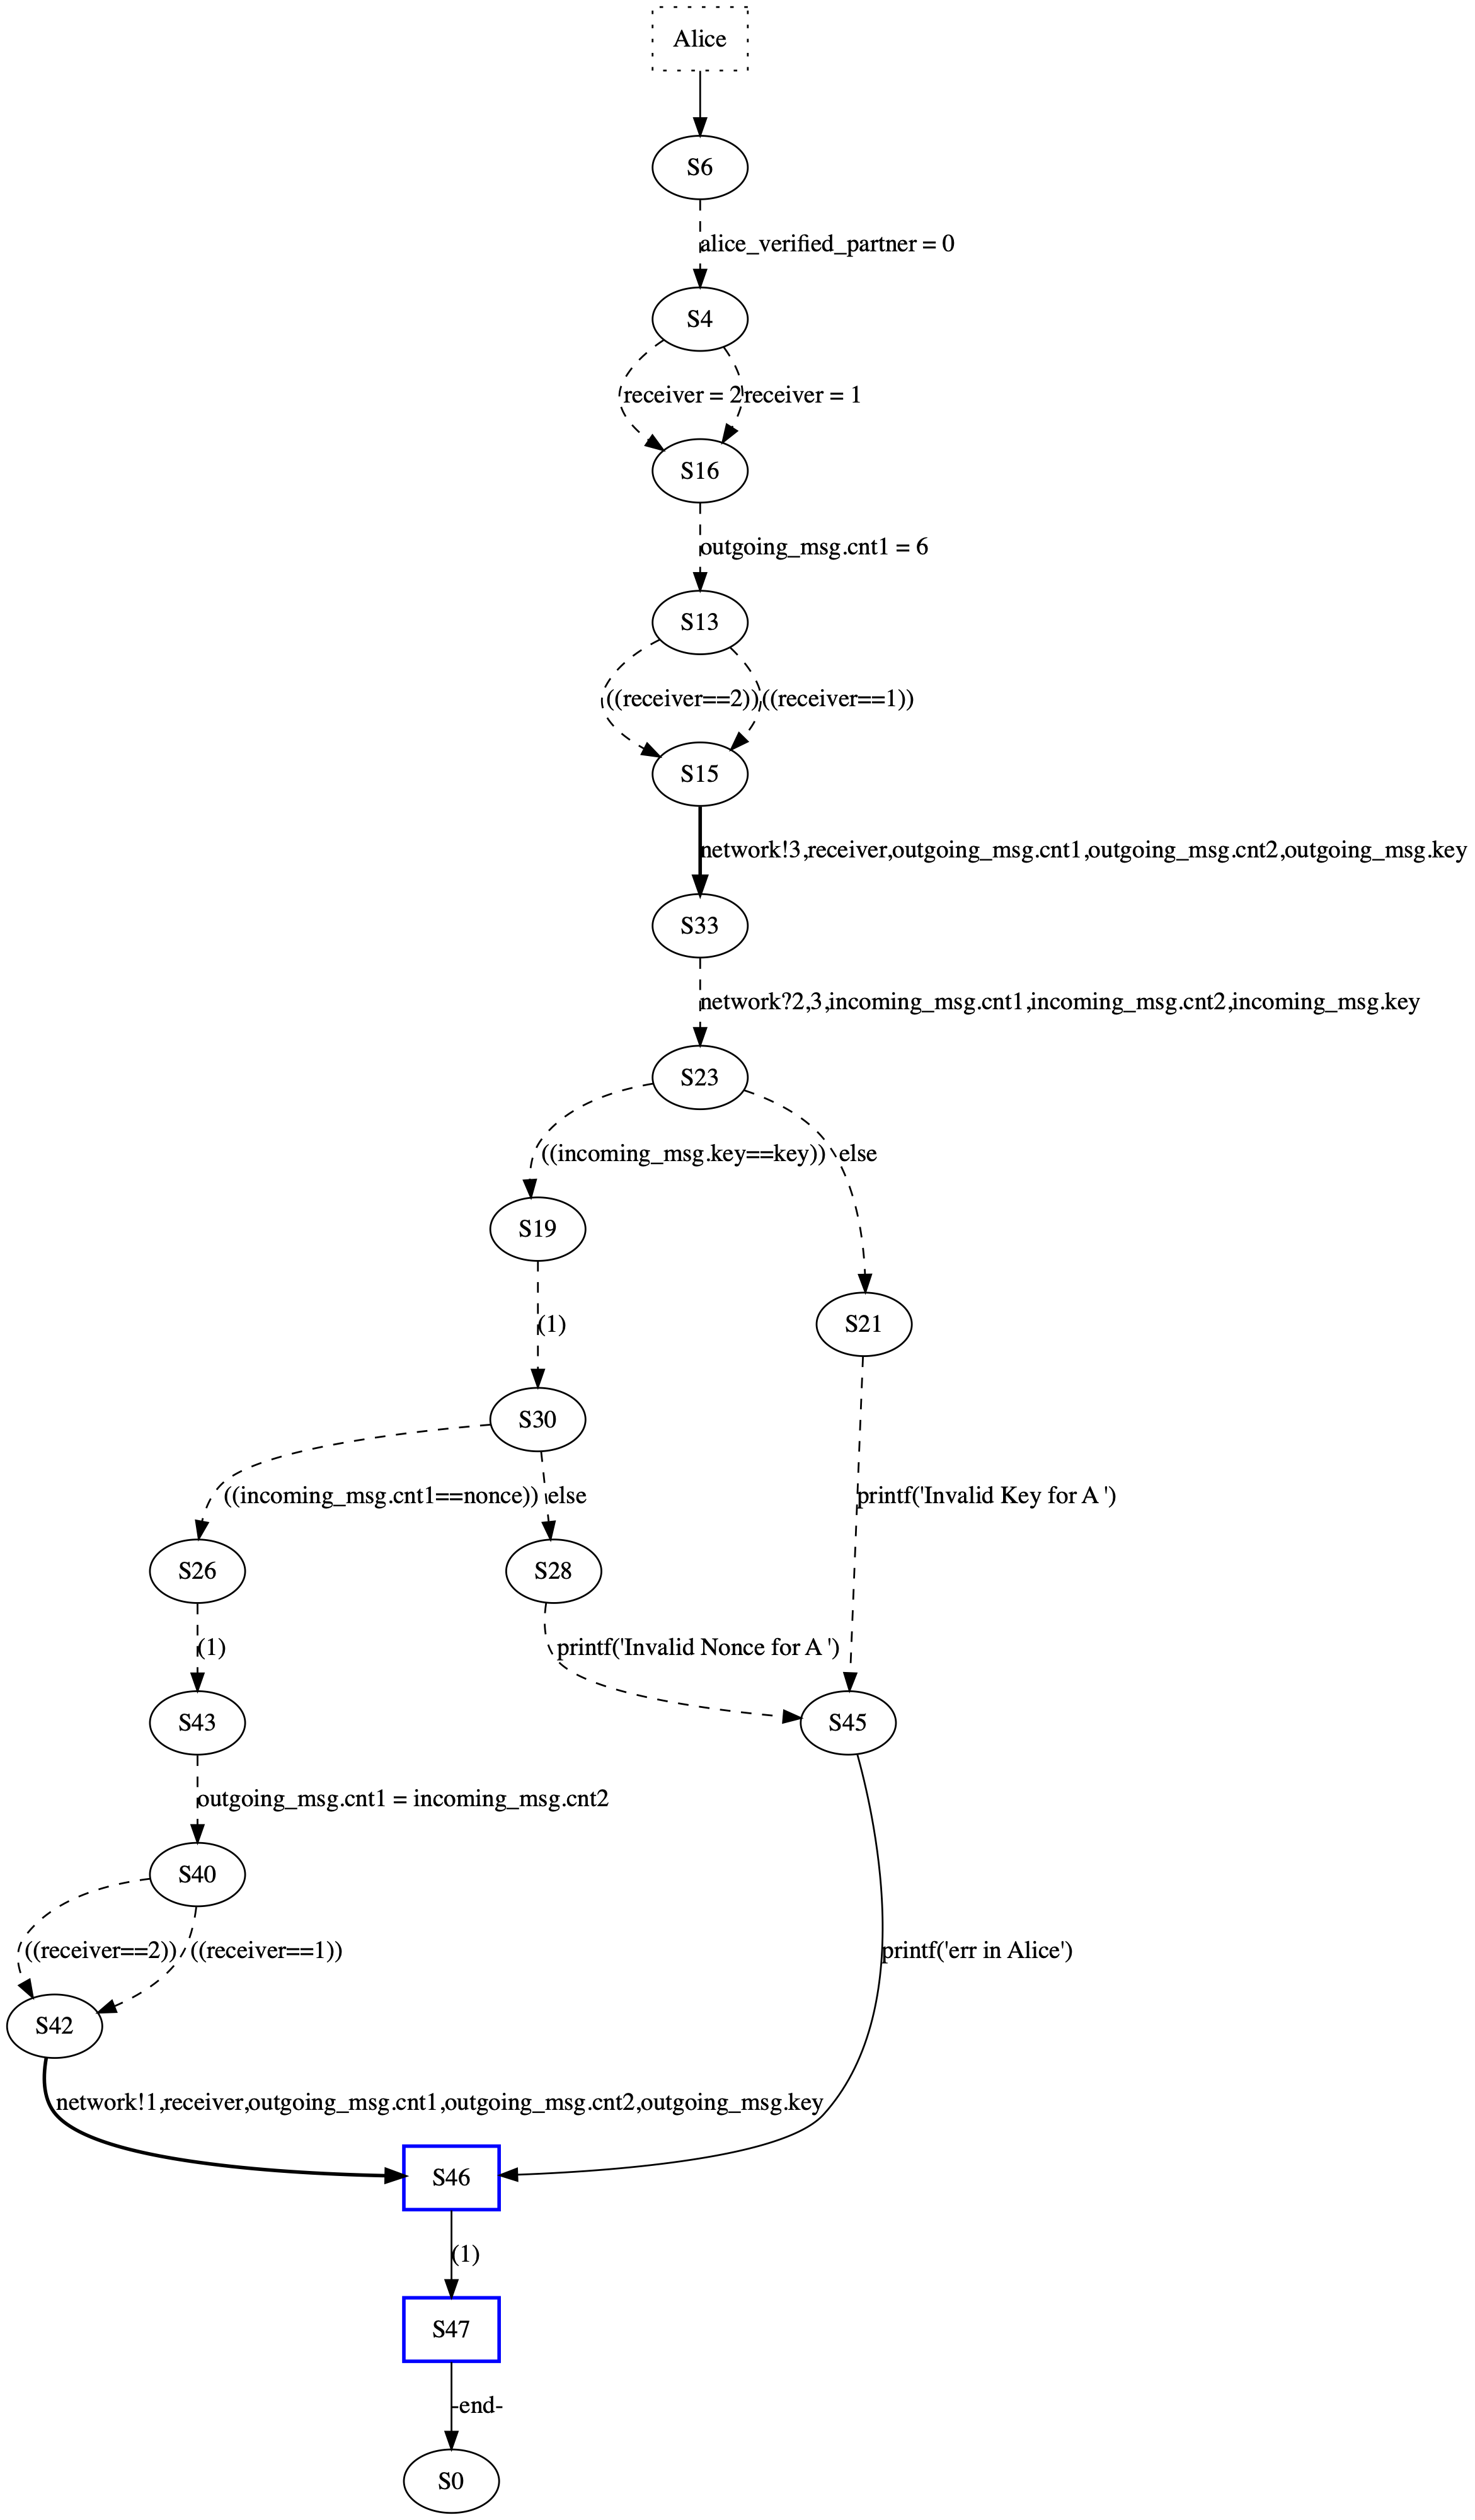 Alice
S6
alice_verified_partner = 0
S4
receiver = 2
receiver = 1
S16
outgoing_msg.cnt1 = 6
S13
((receiver==2))
((receiver==1))
S15
network!3,receiver,outgoing_msg.cnt1,outgoing_msg.cnt2,outgoing_msg.key
S33
network?2,3,incoming_msg.cnt1,incoming_msg.cnt2,incoming_msg.key
S23
((incoming_msg.key==key))
else
S19
(1)
S21
S30
((incoming_msg.cnt1==nonce))
else
printf('Invalid Key for A ')
S26
S28
(1)
printf('Invalid Nonce for A ')
S43
S45
outgoing_msg.cnt1 = incoming_msg.cnt2
S40
((receiver==2))
((receiver==1))
printf('err in Alice')
S42
network!1,receiver,outgoing_msg.cnt1,outgoing_msg.cnt2,outgoing_msg.key
S46
(1)
S47
-end-
S0